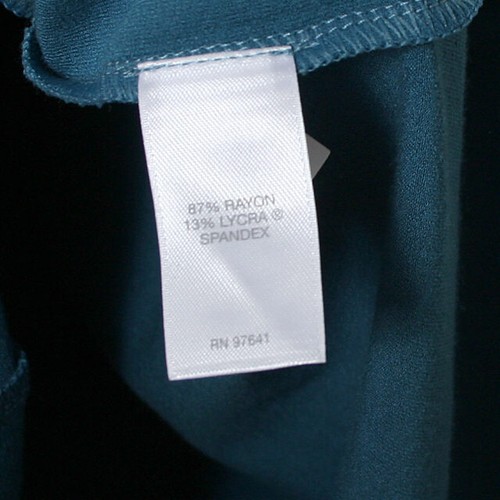 87% RAYON
13% LYCRA ®
SPANDEX
RN 97641